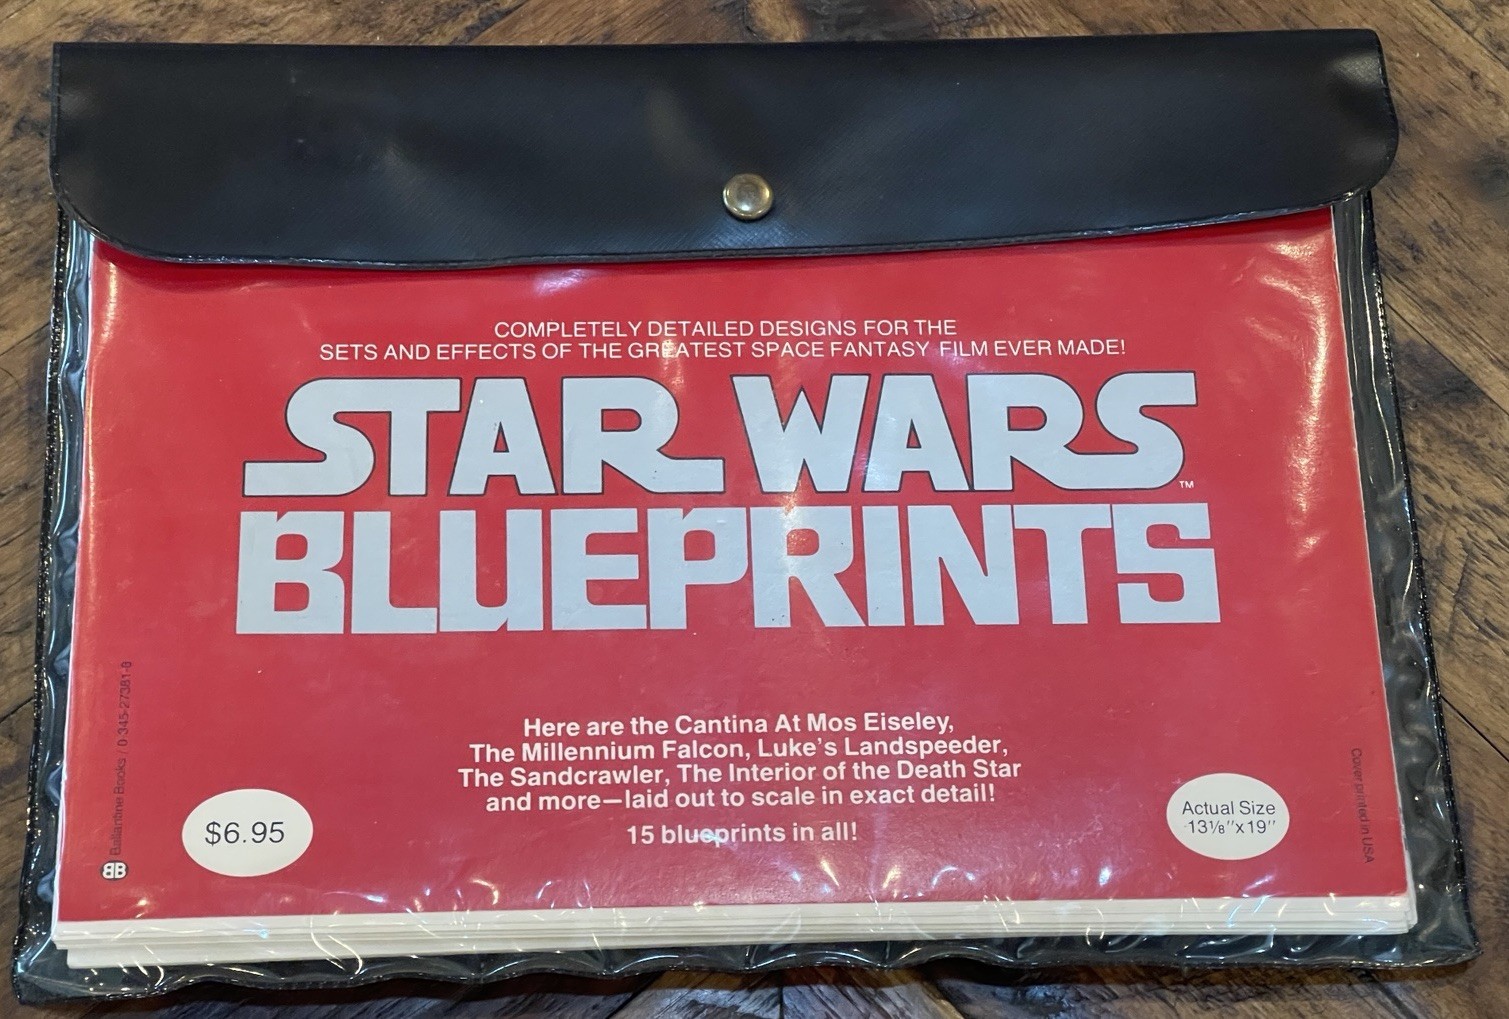 COMPLETELY DETAILED DESIGNS FOR THE
SETS AND EFFECTS OF THE GREATEST SPACE FANTASY FILM EVER MADE!
STAR WARS
TM
BLUEPRINTS
Here are the Cantina At Mos Eiseley,
The Millennium Falcon, Luke's Landspeeder,
The Sandcrawler, The Interior of the Death Star
and more—laid out to scale in exact detail!
15 blueprints in all!
$6.95
Actual Size
13⅛"x19"
BB Ballantine Books / 0-345-27381-0
Cover printed in USA